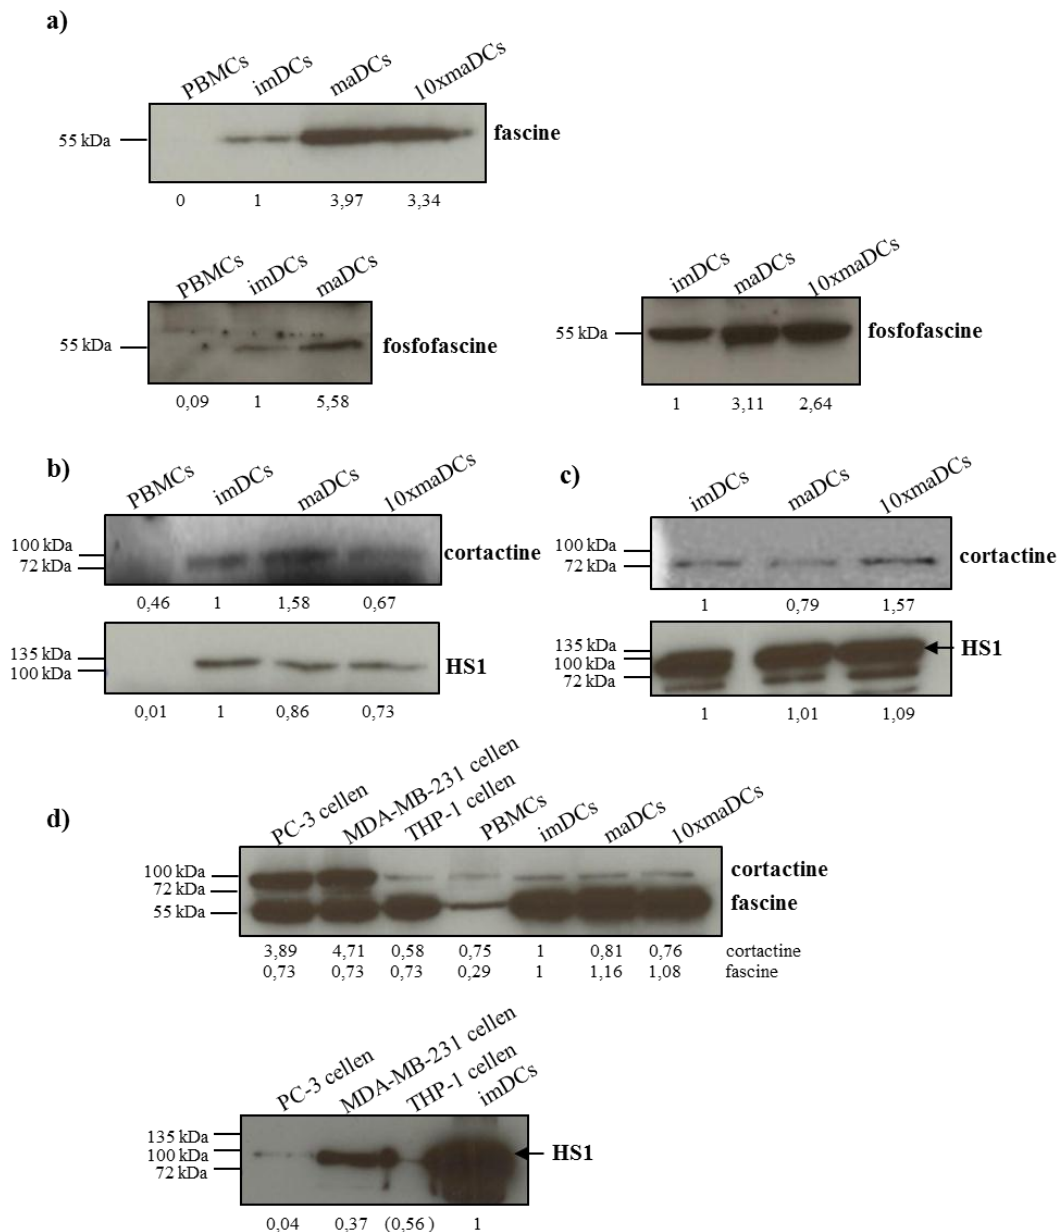 a)
PBMCs imDCs maDCs 10xmaDCs
55 kDa fascine
0 1 3,97 3,34
PBMCs imDCs maDCs
55 kDa fosfofascine
0,09 1 5,58
imDCs maDCs 10xmaDCs
55 kDa fosfofascine
1 3,11 2,64
b)
PBMCs imDCs maDCs 10xmaDCs
100 kDa cortactine
72 kDa
0,46 1 1,58 0,67
135 kDa HS1
100 kDa
0,01 1 0,86 0,73
c)
imDCs maDCs 10xmaDCs
100 kDa cortactine
72 kDa
1 0,79 1,57
135 kDa HS1
100 kDa
72 kDa
1 1,01 1,09
d)
PC-3 cellen MDA-MB-231 cellen THP-1 cellen PBMCs imDCs maDCs 10xmaDCs
100 kDa cortactine
72 kDa
55 kDa fascine
3,89 4,71 0,58 0,75 1 0,81 0,76 cortactine
0,73 0,73 0,73 0,29 1 1,16 1,08 fascine
PC-3 cellen MDA-MB-231 cellen THP-1 cellen imDCs
135 kDa
100 kDa HS1
72 kDa
0,04 0,37 (0,56) 1